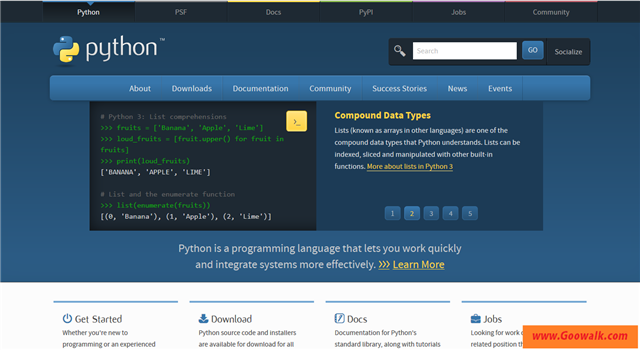 Python PSF Docs PyPI Jobs Community
python™
Search GO Socialize
About Downloads Documentation Community Success Stories News Events
# Python 3: List comprehensions
>>> fruits = ['Banana', 'Apple', 'Lime']
>>> loud_fruits = [fruit.upper() for fruit in
fruits]
>>> print(loud_fruits)
['BANANA', 'APPLE', 'LIME']
# List and the enumerate function
>>> list(enumerate(fruits))
[(0, 'Banana'), (1, 'Apple'), (2, 'Lime')]
>_
Compound Data Types
Lists (known as arrays in other languages) are one of the
compound data types that Python understands. Lists can be
indexed, sliced and manipulated with other built-in
functions. More about lists in Python 3
1 2 3 4 5
Python is a programming language that lets you work quickly
and integrate systems more effectively. >>> Learn More
Get Started
Whether you're new to
programming or an experienced
Download
Python source code and installers
are available for download for all
Docs
Documentation for Python's
standard library, along with tutorials
Jobs
Looking for work
related position
www.Goowalk.com